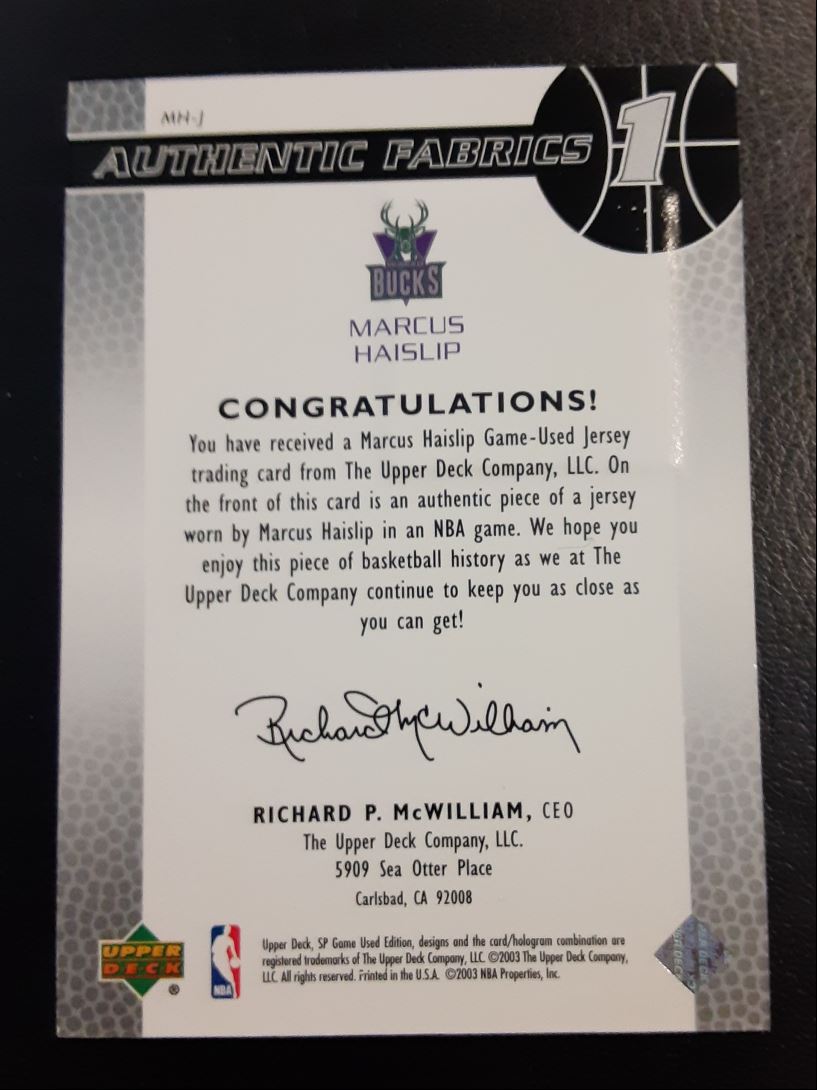 MH-J
AUTHENTIC FABRICS
1
BUCKS
MARCUS
HAISLIP
CONGRATULATIONS!
You have received a Marcus Haislip Game-Used Jersey
trading card from The Upper Deck Company, LLC. On
the front of this card is an authentic piece of a jersey
worn by Marcus Haislip in an NBA game. We hope you
enjoy this piece of basketball history as we at The
Upper Deck Company continue to keep you as close as
you can get!
Richard McWilliam
RICHARD P. McWILLIAM, CEO
The Upper Deck Company, LLC.
5909 Sea Otter Place
Carlsbad, CA 92008
UPPER
DECK
®
NBA
Upper Deck, SP Game Used Edition, designs and the card/hologram combination are
registered trademarks of The Upper Deck Company, LLC ©2003 The Upper Deck Company,
LLC. All rights reserved. Printed in the U.S.A. ©2003 NBA Properties, Inc.